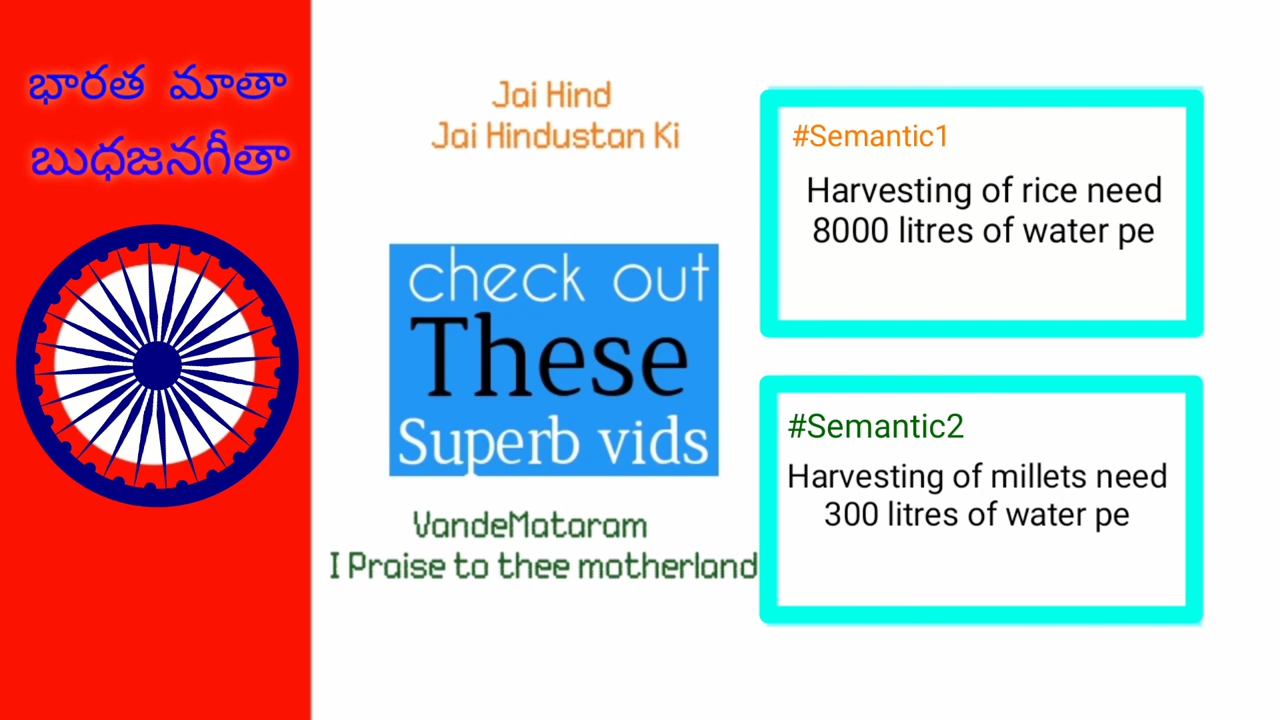 భారత మాతా
బుధజనగీతా
Jai Hind
Jai Hindustan Ki
check out
These
Superb vids
VandeMataram
I Praise to thee motherland
#Semantic1
Harvesting of rice need
8000 litres of water pe
#Semantic2
Harvesting of millets need
300 litres of water pe